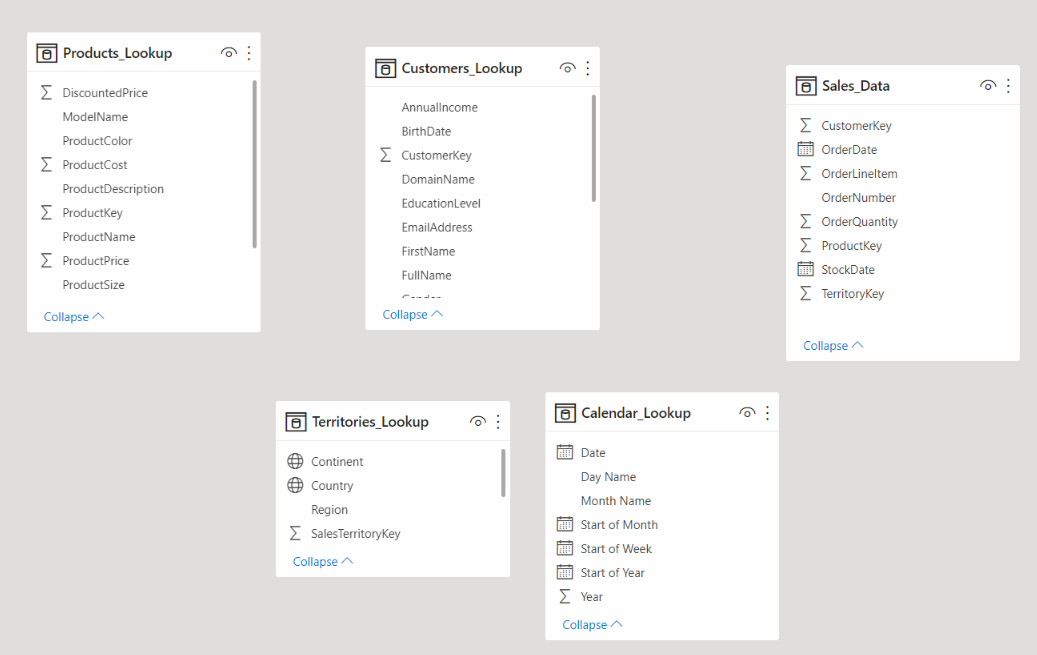 Products_Lookup
DiscountedPrice
ModelName
ProductColor
ProductCost
ProductDescription
ProductKey
ProductName
ProductPrice
ProductSize
Collapse
Customers_Lookup
AnnualIncome
BirthDate
CustomerKey
DomainName
EducationLevel
EmailAddress
FirstName
FullName
Gender
Collapse
Sales_Data
CustomerKey
OrderDate
OrderLineItem
OrderNumber
OrderQuantity
ProductKey
StockDate
TerritoryKey
Collapse
Territories_Lookup
Continent
Country
Region
SalesTerritoryKey
Collapse
Calendar_Lookup
Date
Day Name
Month Name
Start of Month
Start of Week
Start of Year
Year
Collapse